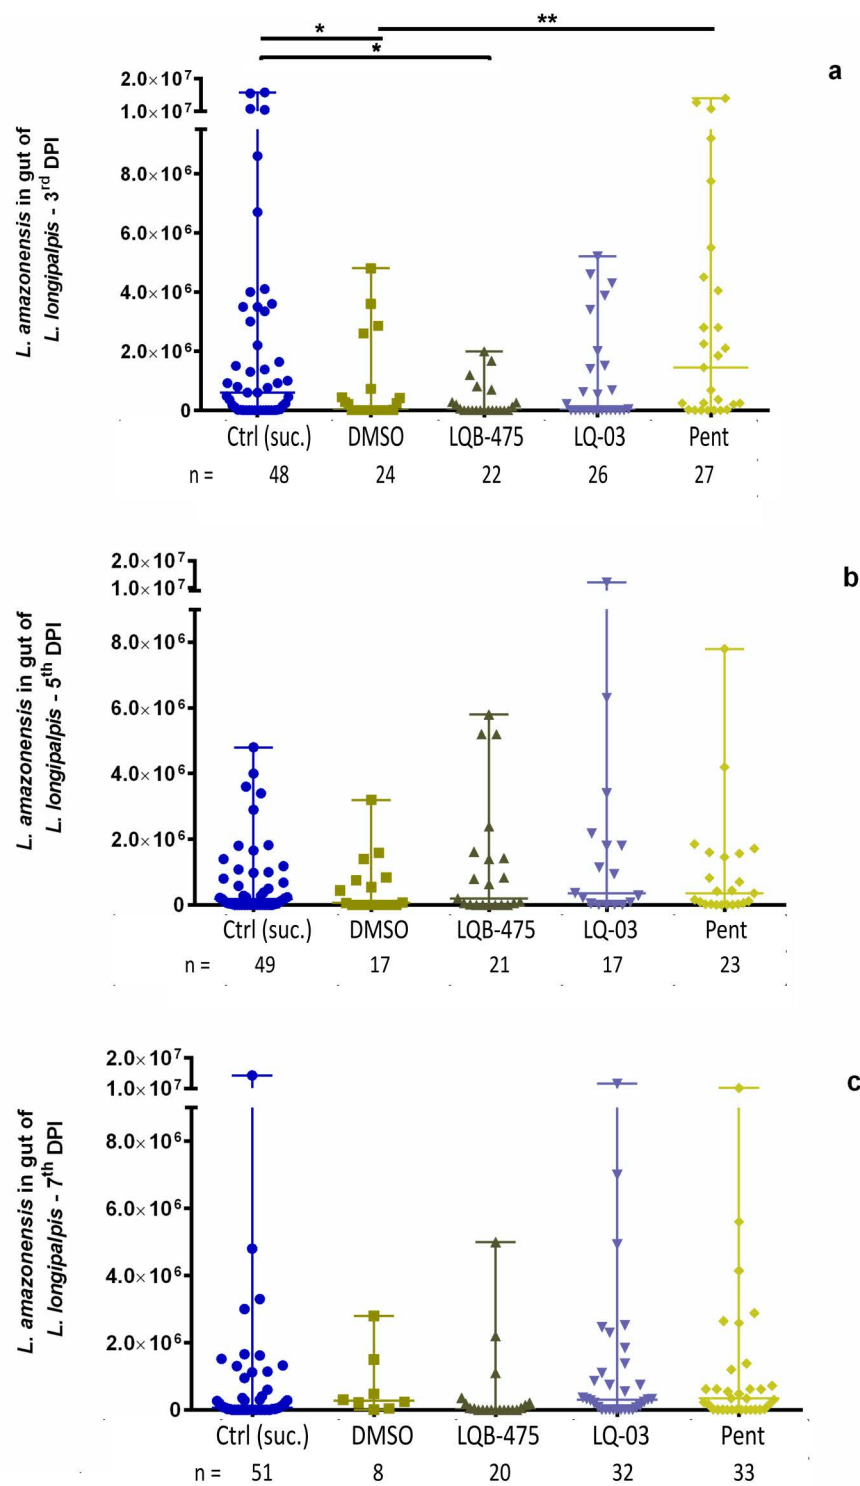 **
*
*
a
L. amazonensis in gut of
L. longipalpis - 3rd DPI
2.0×10⁷
1.0×10⁷
8.0×10⁶
6.0×10⁶
4.0×10⁶
2.0×10⁶
0
Ctrl (suc.) DMSO LQB-475 LQ-03 Pent
n = 48 24 22 26 27
b
L. amazonensis in gut of
L. longipalpis - 5th DPI
2.0×10⁷
1.0×10⁷
8.0×10⁶
6.0×10⁶
4.0×10⁶
2.0×10⁶
0
Ctrl (suc.) DMSO LQB-475 LQ-03 Pent
n = 49 17 21 17 23
c
L. amazonensis in gut of
L. longipalpis - 7th DPI
2.0×10⁷
1.0×10⁷
8.0×10⁶
6.0×10⁶
4.0×10⁶
2.0×10⁶
0
Ctrl (suc.) DMSO LQB-475 LQ-03 Pent
n = 51 8 20 32 33